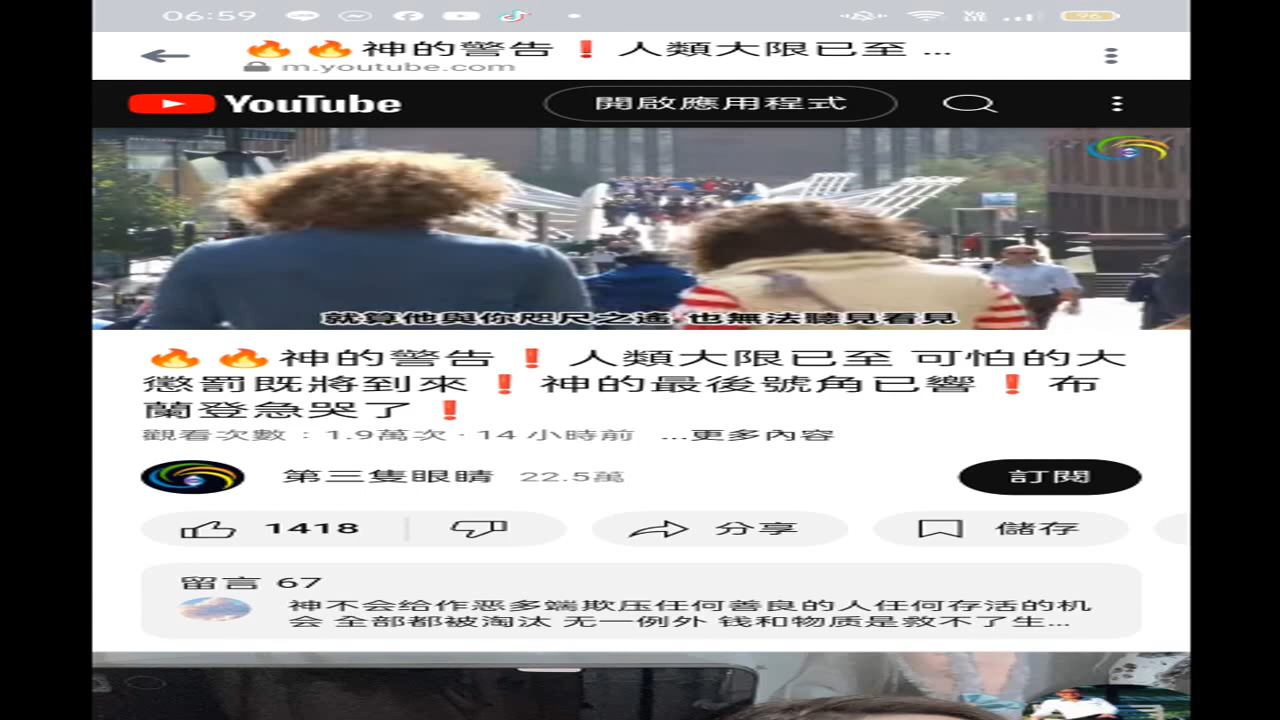 06:59
96
🔥🔥神的警告❗人類大限已至 ...
m.youtube.com
YouTube
開啟應用程式
就算他與你咫尺之遙 也無法聽見看見
🔥🔥神的警告❗人類大限已至 可怕的大
懲罰既將到來❗神的最後號角已響❗布
蘭登急哭了❗
觀看次數：1.9萬次 · 14 小時前 ...更多內容
第三隻眼睛 22.5萬
訂閱
1418
分享
儲存
留言 67
神不会给作恶多端欺压任何善良的人任何存活的机
会 全部都被淘汰 无一例外 钱和物质是救不了生...